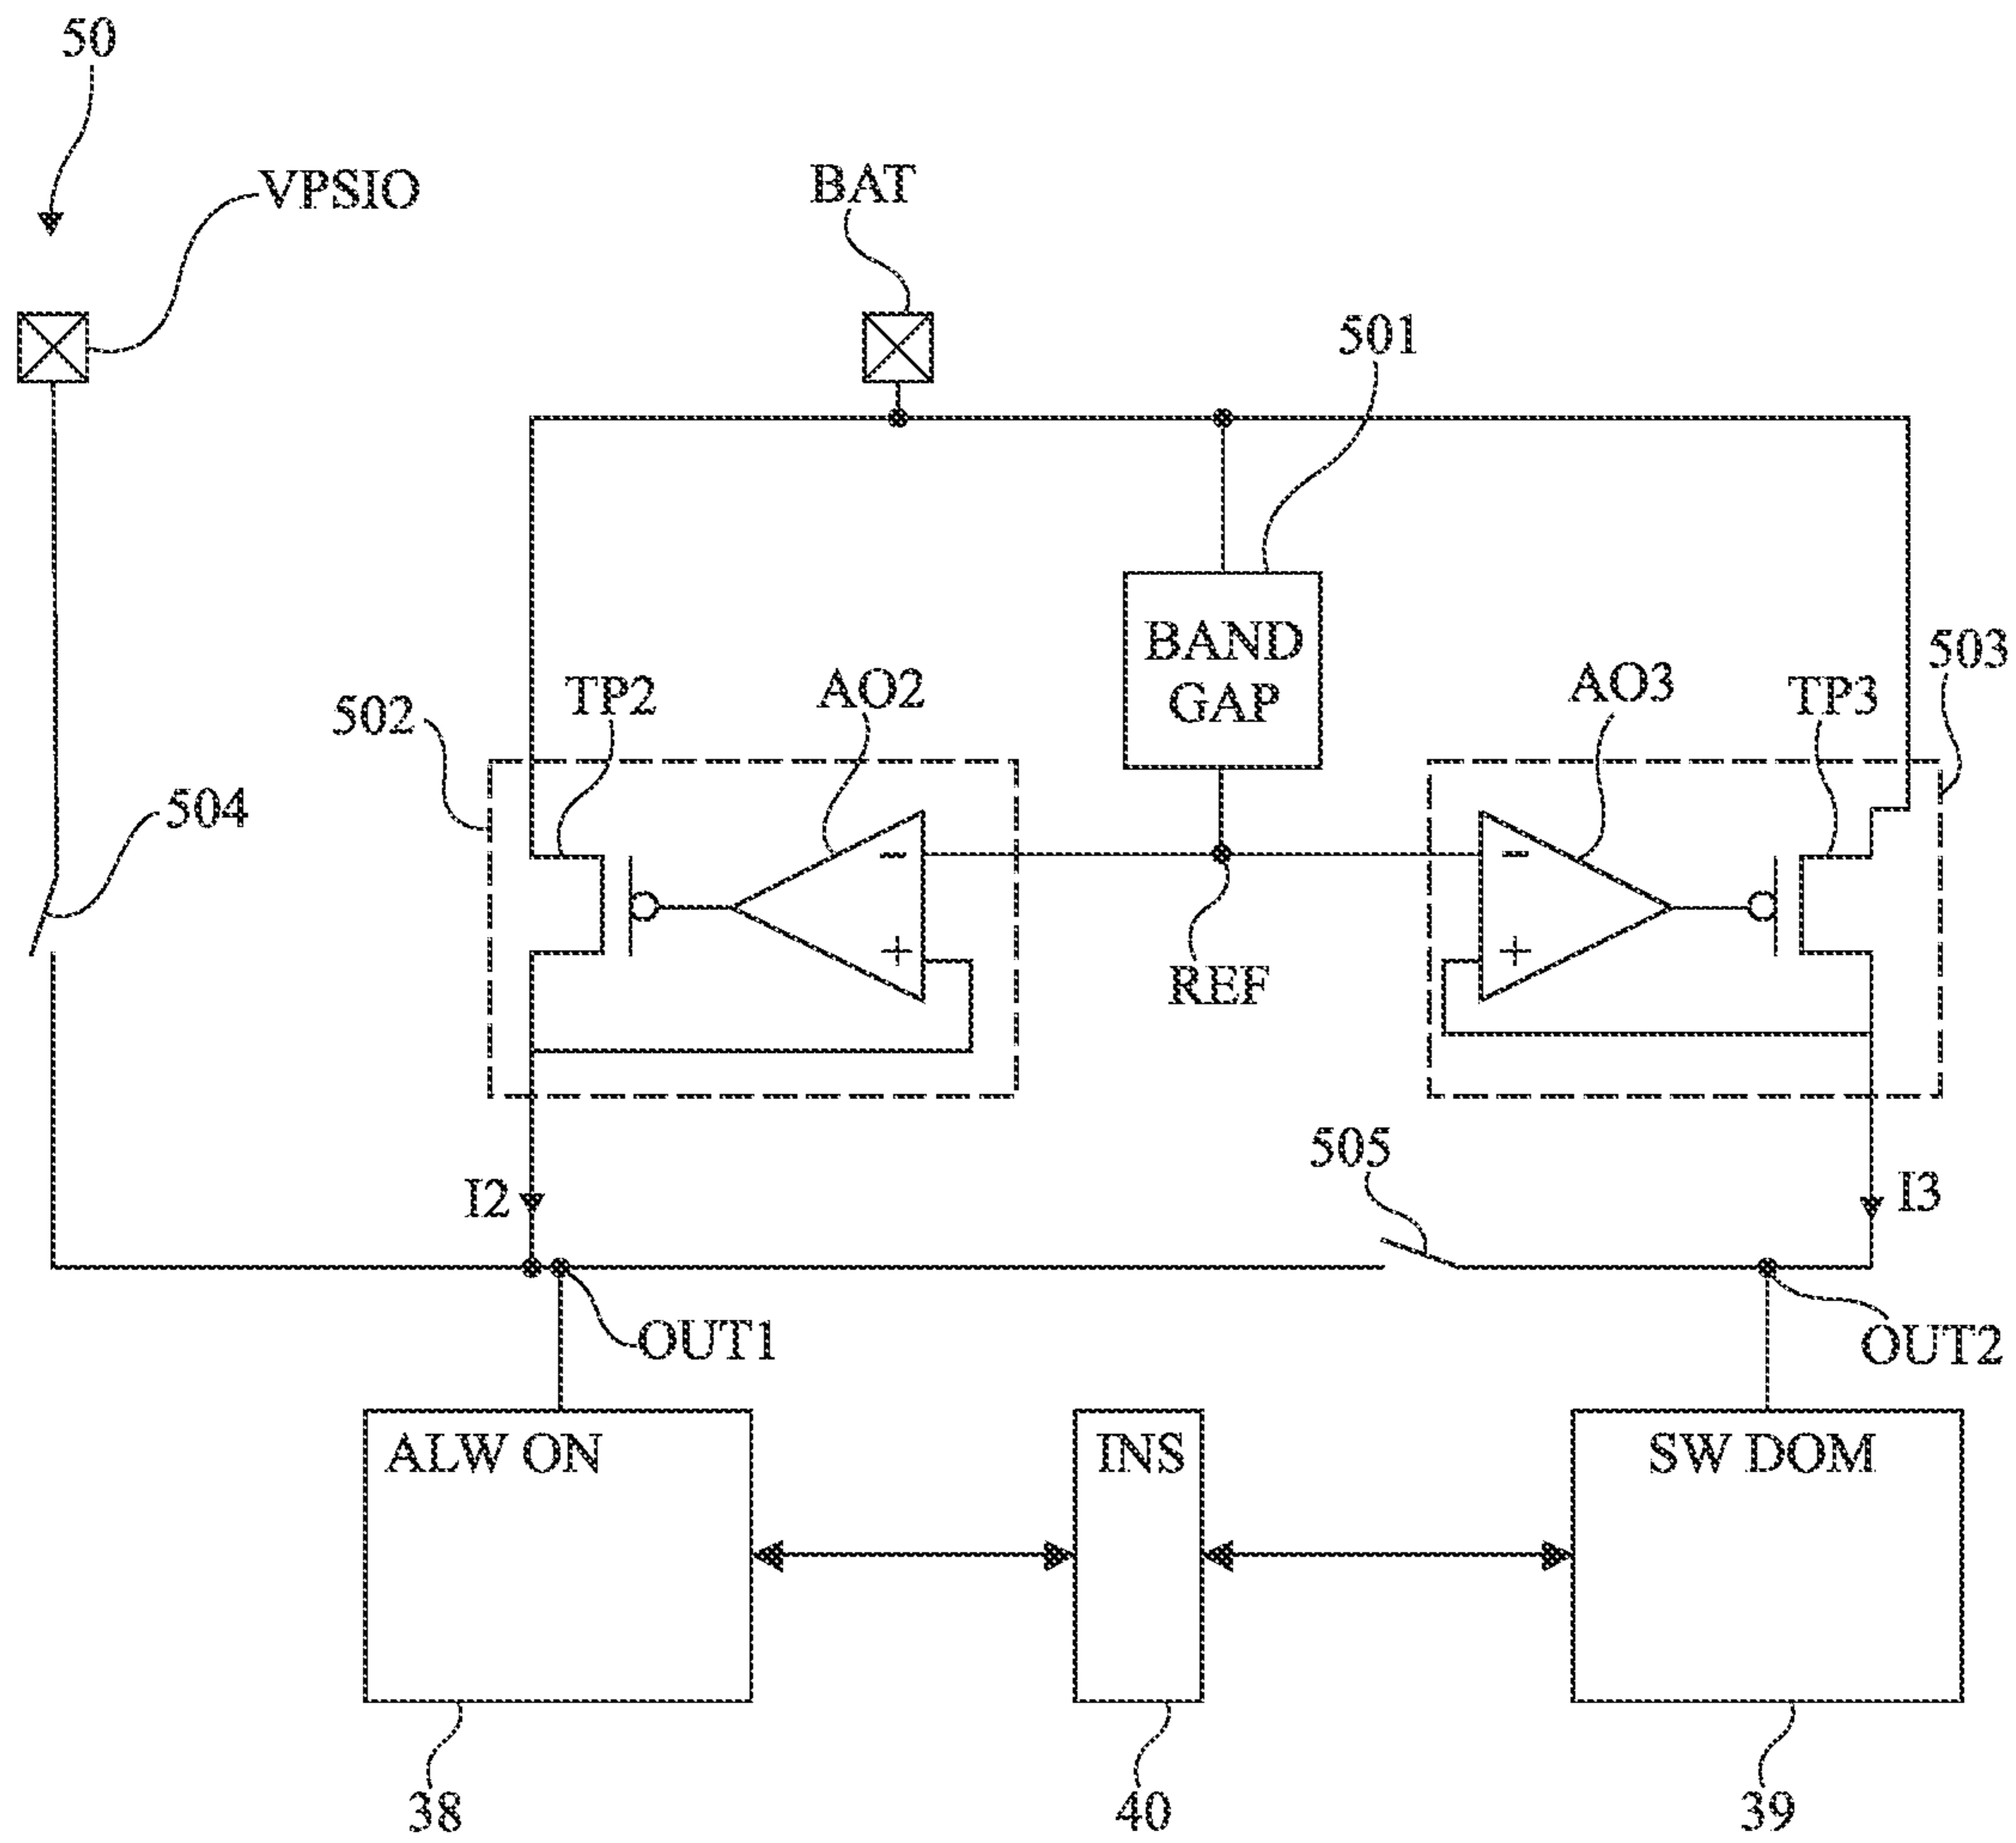 50
VPSIO
BAT
501
BAND
GAP
503
502
TP2
AO2
AO3
TP3
504
-
-
+
+
REF
505
I2
I3
OUT1
OUT2
ALW ON
INS
SW DOM
38
40
39